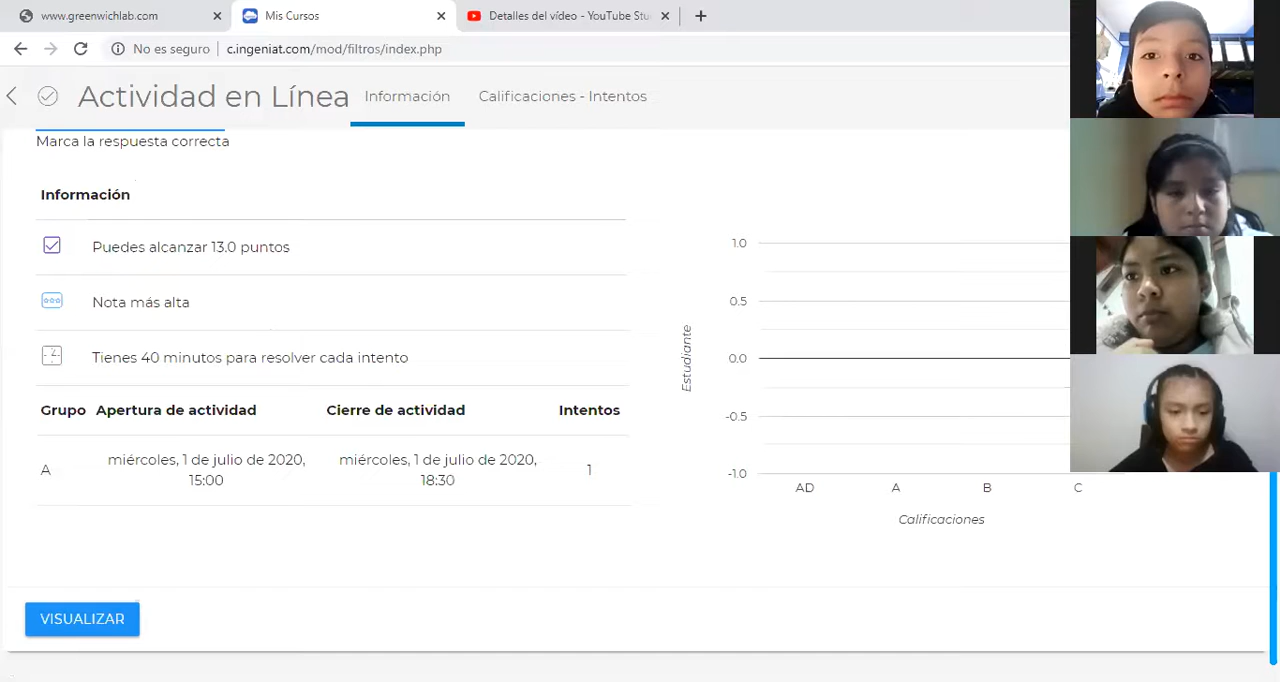 www.greenwichlab.com
Mis Cursos
Detalles del vídeo - YouTube Stu
No es seguro
c.ingeniat.com/mod/filtros/index.php
Actividad en Línea
Información
Calificaciones - Intentos
Marca la respuesta correcta
Información
Puedes alcanzar 13.0 puntos
Nota más alta
Tienes 40 minutos para resolver cada intento
Grupo Apertura de actividad Cierre de actividad Intentos
A miércoles, 1 de julio de 2020, miércoles, 1 de julio de 2020, 1
15:00 18:30
1.0
0.5
Estudiante
0.0
-0.5
-1.0
AD A B C
Calificaciones
VISUALIZAR